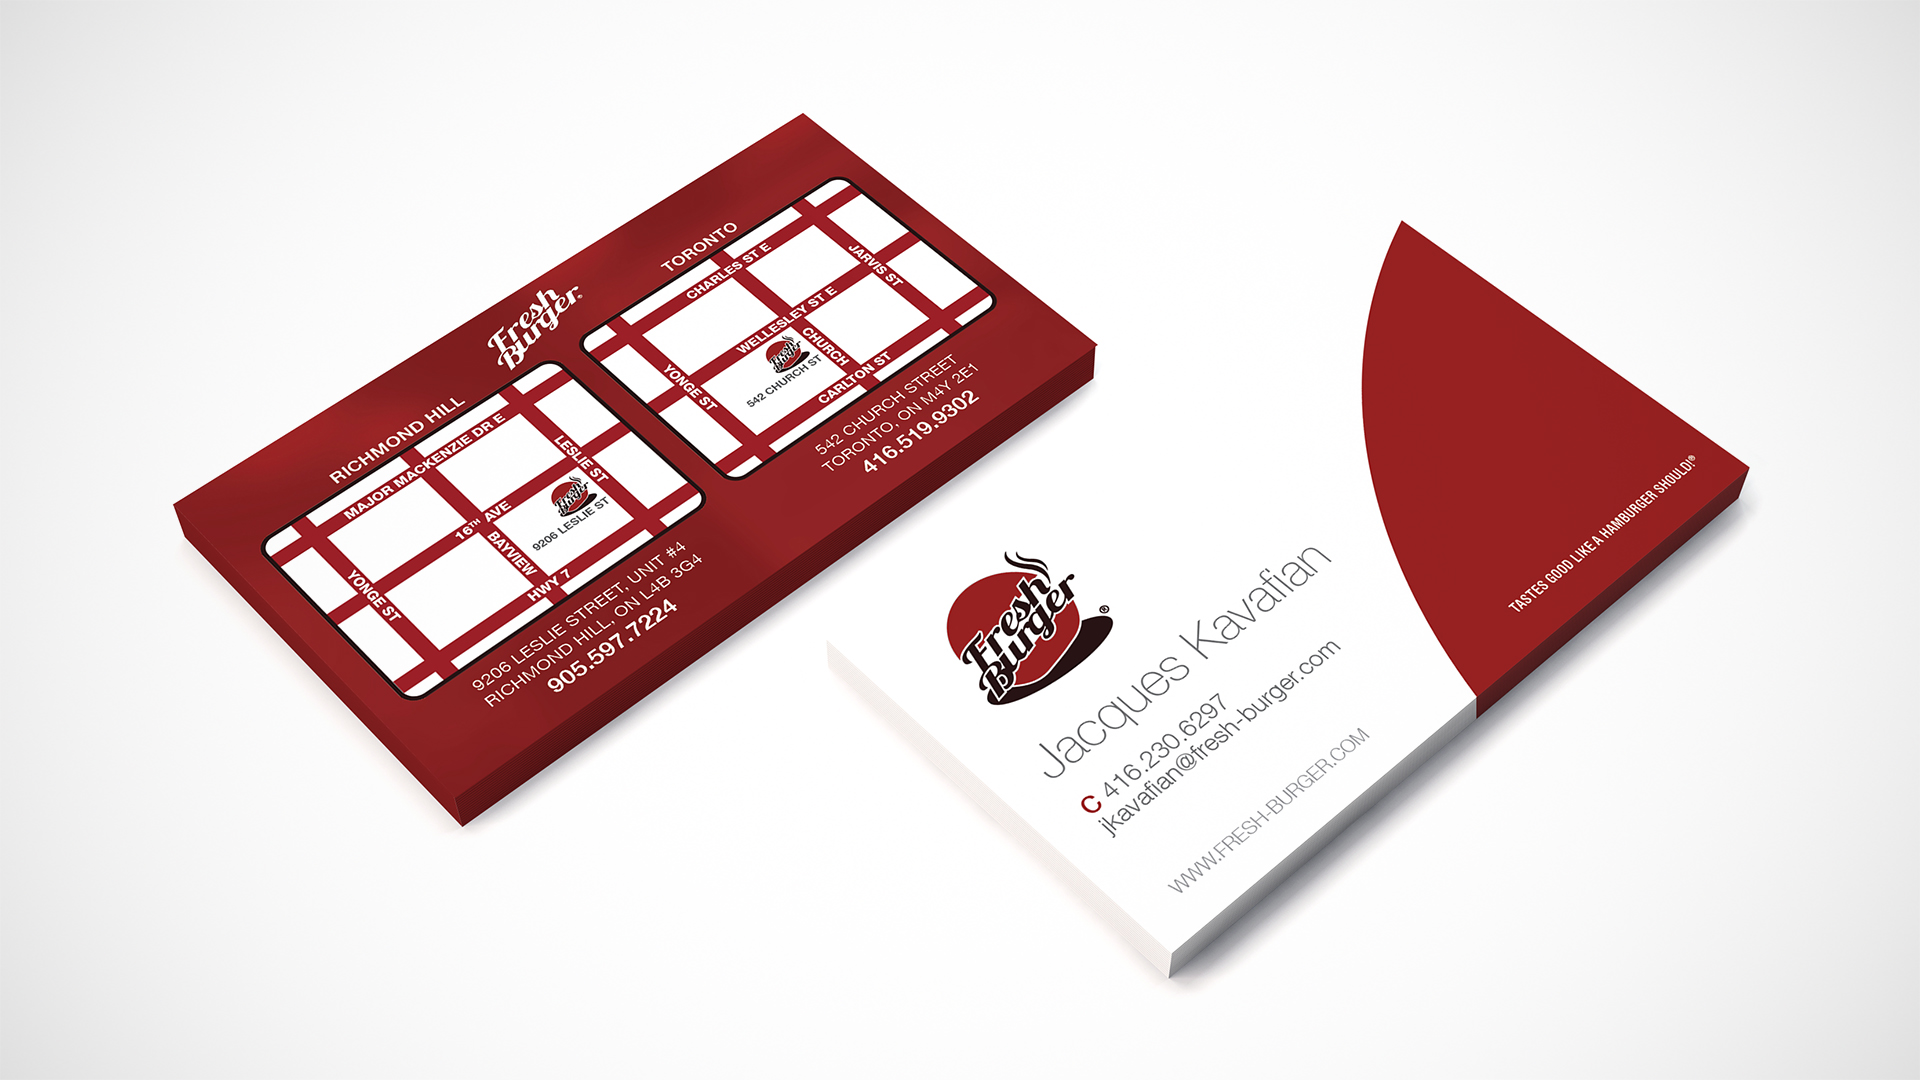 Fresh
Burger®
RICHMOND HILL
MAJOR MACKENZIE DR E
LESLIE ST
16TH AVE
BAYVIEW
YONGE ST
HWY 7
Fresh
Burger
9206 LESLIE ST
9206 LESLIE STREET, UNIT #4
RICHMOND HILL, ON L4B 3G4
905.597.7224
TORONTO
CHARLES ST E
JARVIS ST
WELLESLEY ST E
CHURCH
YONGE ST
CARLTON ST
Fresh
Burger
542 CHURCH ST
542 CHURCH STREET
TORONTO, ON M4Y 2E1
416.519.9302
Fresh
Burger®
Jacques Kavafian
C 416.230.6297
jkavafian@fresh-burger.com
WWW.FRESH-BURGER.COM
TASTES GOOD LIKE A HAMBURGER SHOULD!®